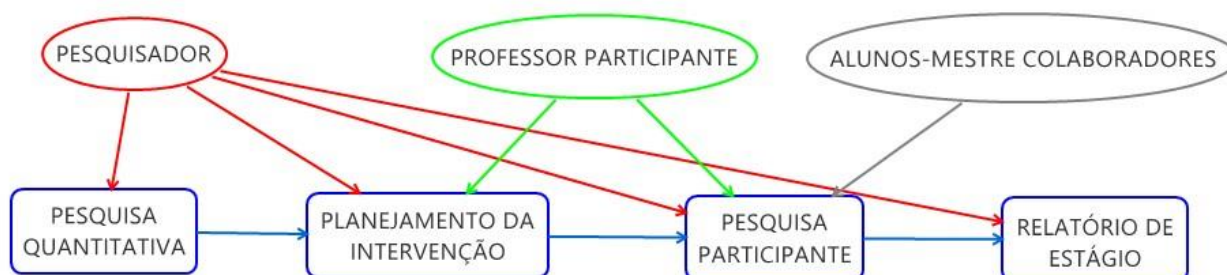 PESQUISADOR
PROFESSOR PARTICIPANTE
ALUNOS-MESTRE COLABORADORES
PESQUISA
QUANTITATIVA
PLANEJAMENTO DA
INTERVENÇÃO
PESQUISA
PARTICIPANTE
RELATÓRIO DE
ESTÁGIO